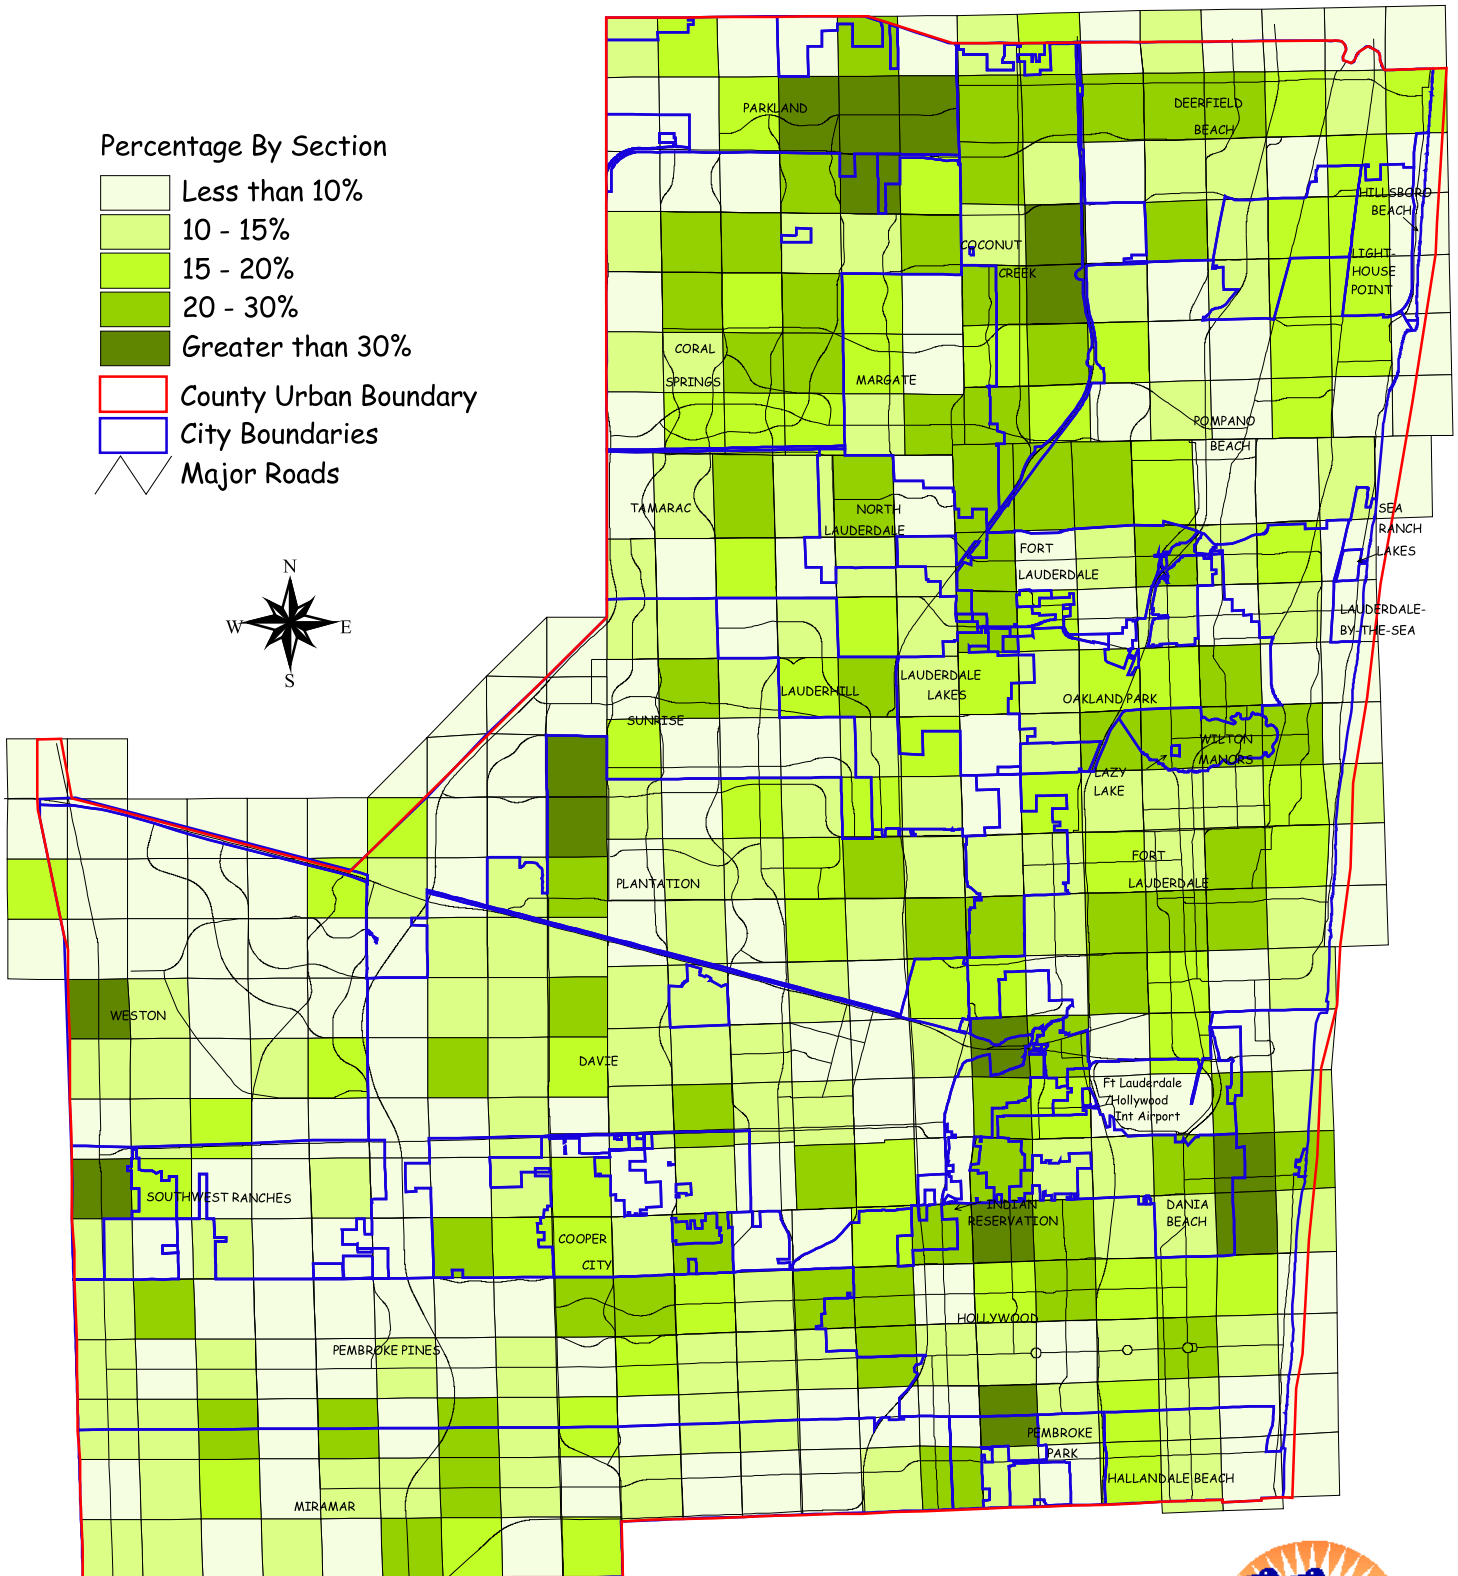 Percentage By Section
Less than 10%
10 - 15%
15 - 20%
20 - 30%
Greater than 30%
County Urban Boundary
City Boundaries
Major Roads
N
W
E
S
PARKLAND
DEERFIELD
BEACH
HILLSBORO
BEACH
COCONUT
CREEK
LIGHT-
HOUSE
POINT
CORAL
SPRINGS
MARGATE
POMPANO
BEACH
TAMARAC
NORTH
LAUDERDALE
SEA
RANCH
LAKES
FORT
LAUDERDALE
LAUDERDALE-
BY-THE-SEA
LAUDERHILL
LAUDERDALE
LAKES
OAKLAND PARK
SUNRISE
WILTON
MANORS
LAZY
LAKE
PLANTATION
FORT
LAUDERDALE
WESTON
DAVIE
Ft Lauderdale
/Hollywood
Int Airport
SOUTHWEST RANCHES
COOPER
CITY
INDIAN
RESERVATION
DANIA
BEACH
HOLLYWOOD
PEMBROKE PINES
PEMBROKE
PARK
HALLANDALE BEACH
MIRAMAR